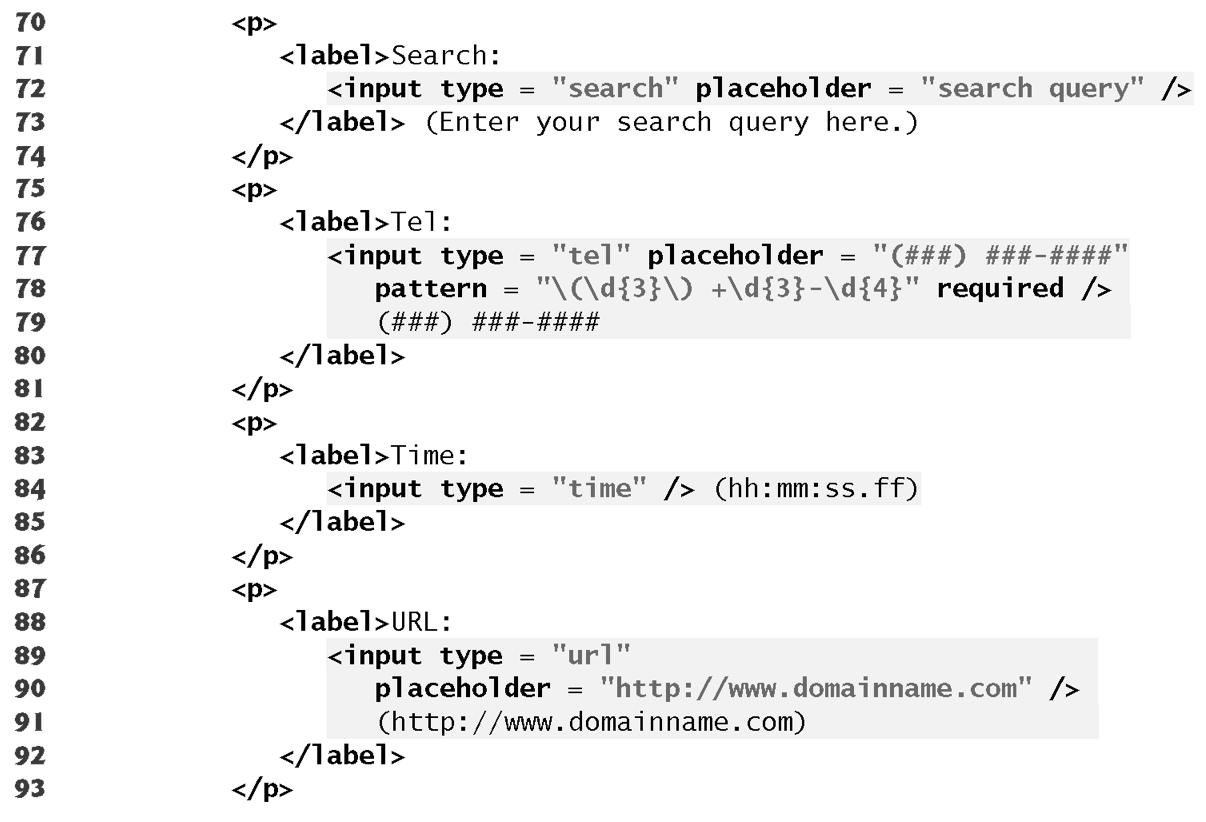 70 <p>
71 <label>Search:
72 <input type = "search" placeholder = "search query" />
73 </label> (Enter your search query here.)
74 </p>
75 <p>
76 <label>Tel:
77 <input type = "tel" placeholder = "(###) ###-####"
78 pattern = "\(\d{3}\) +\d{3}-\d{4}" required />
79 (###) ###-####
80 </label>
81 </p>
82 <p>
83 <label>Time:
84 <input type = "time" /> (hh:mm:ss.ff)
85 </label>
86 </p>
87 <p>
88 <label>URL:
89 <input type = "url"
90 placeholder = "http://www.domainname.com" />
91 (http://www.domainname.com)
92 </label>
93 </p>